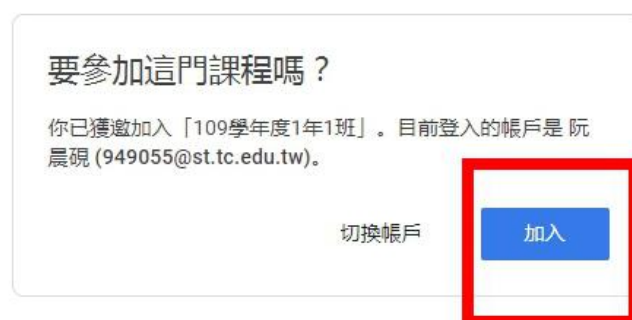 要參加這門課程嗎？
你已獲邀加入「109學年度1年1班」。目前登入的帳戶是 阮
晨硯 (949055@st.tc.edu.tw)。
切換帳戶 加入